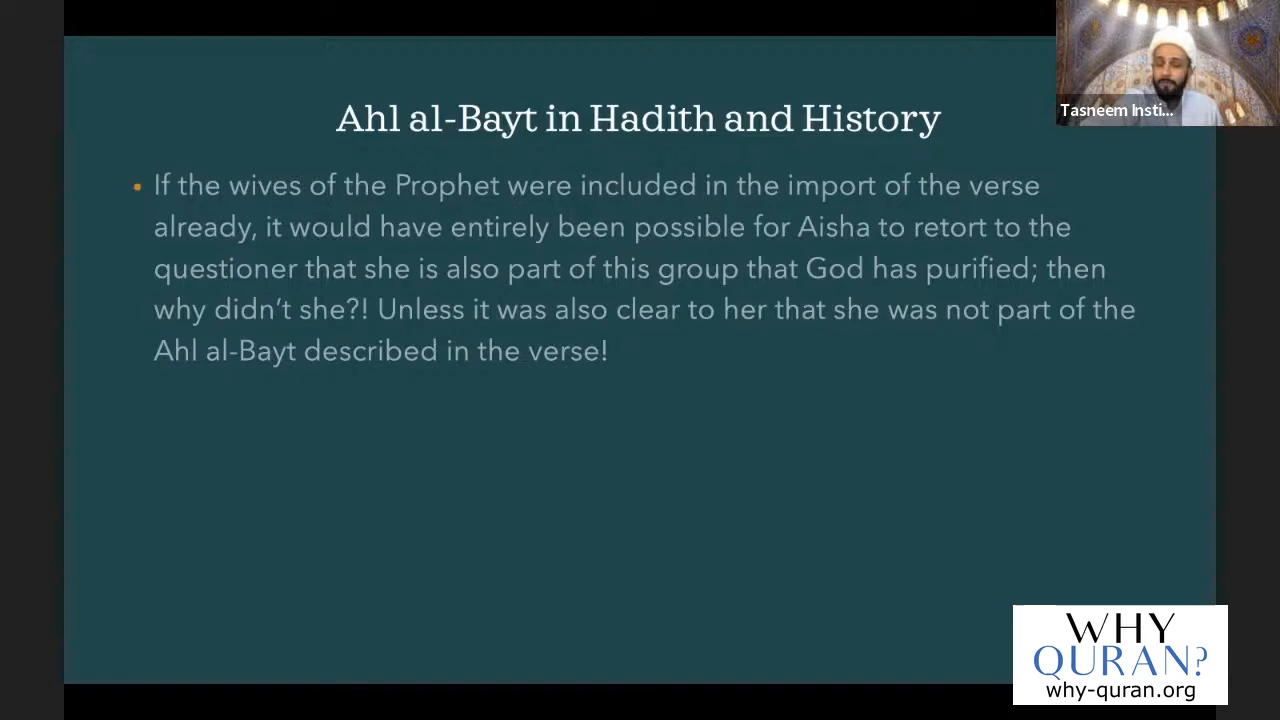 Ahl al-Bayt in Hadith and History
• If the wives of the Prophet were included in the import of the verse
already, it would have entirely been possible for Aisha to retort to the
questioner that she is also part of this group that God has purified; then
why didn’t she?! Unless it was also clear to her that she was not part of the
Ahl al-Bayt described in the verse!
Tasneem Insti...
WHY
QURAN?
why-quran.org